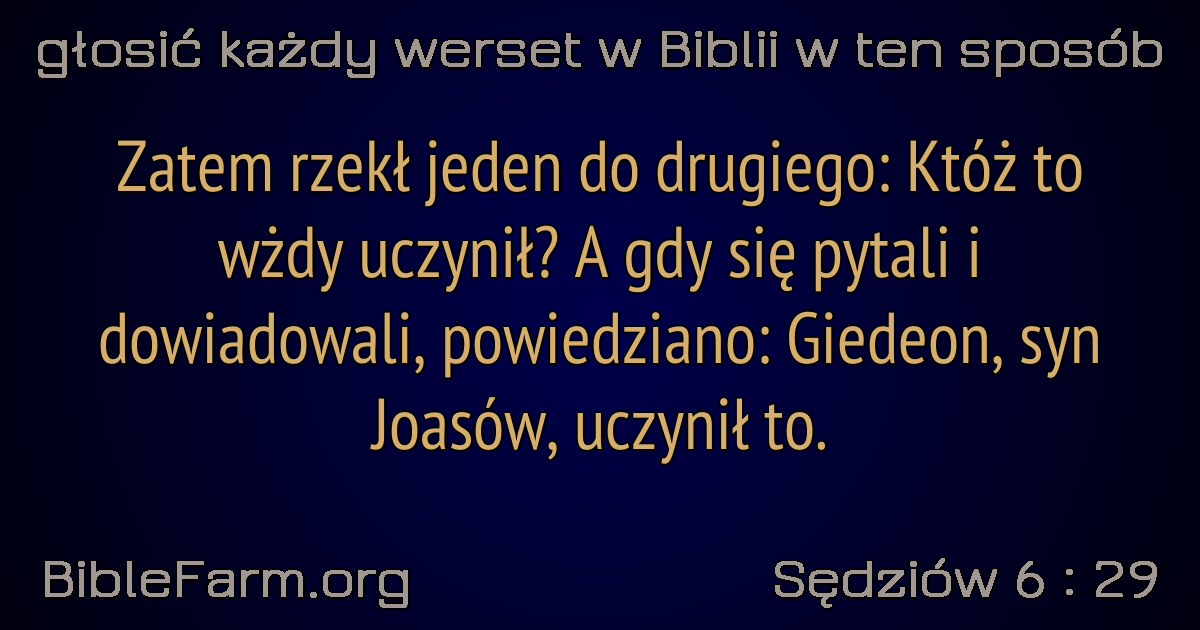 głosić każdy werset w Biblii w ten sposób
Zatem rzekł jeden do drugiego: Któż to
wżdy uczynił? A gdy się pytali i
dowiadowali, powiedziano: Giedeon, syn
Joasów, uczynił to.
BibleFarm.org
Sędziów 6 : 29